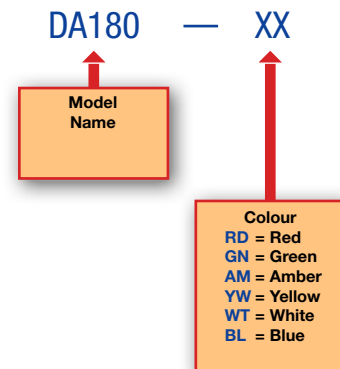 DA180 — XX
Model
Name
Colour
RD = Red
GN = Green
AM = Amber
YW = Yellow
WT = White
BL = Blue